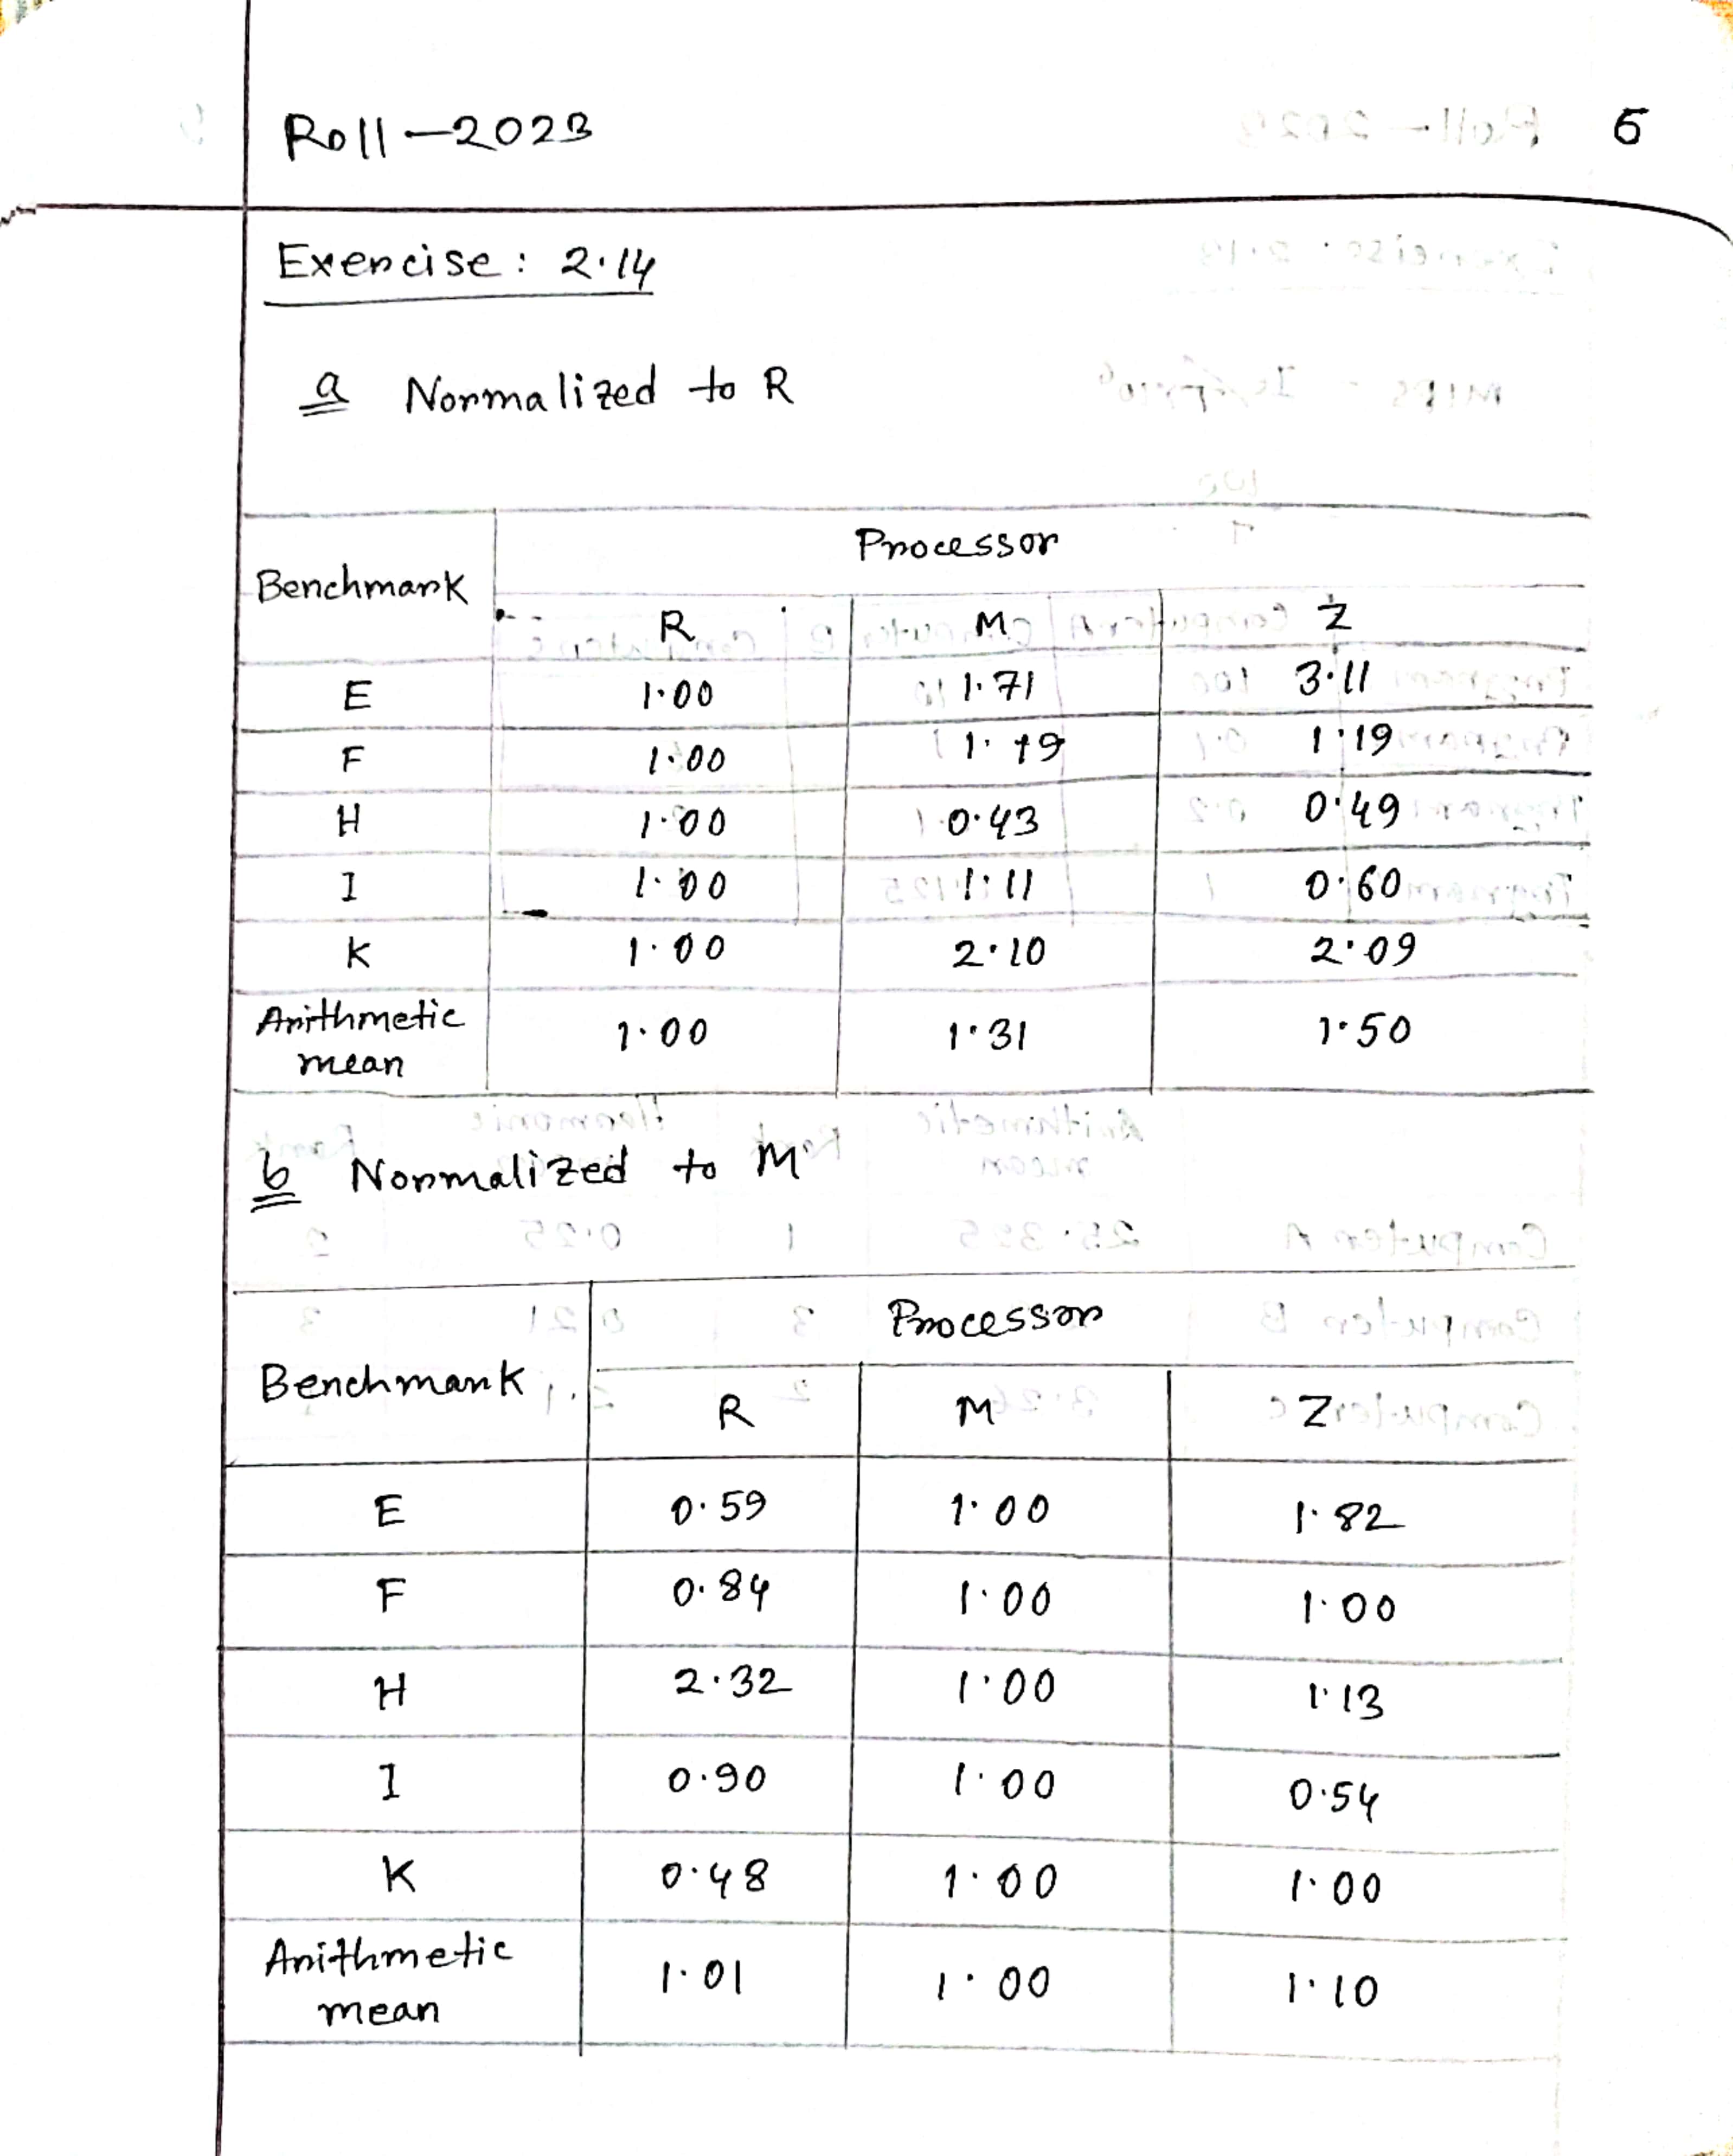 Roll-2023 5
Exercise: 2.14
a Normalized to R
Benchmark Processor
R M Z
E 1.00 1.71 3.11
F 1.00 1.19 1.19
H 1.00 0.43 0.49
I 1.00 1.11 0.60
K 1.00 2.10 2.09
Arithmetic mean 1.00 1.31 1.50
b Normalized to M
Benchmark Processor
R M Z
E 0.59 1.00 1.82
F 0.84 1.00 1.00
H 2.32 1.00 1.13
I 0.90 1.00 0.54
K 0.48 1.00 1.00
Arithmetic mean 1.01 1.00 1.10